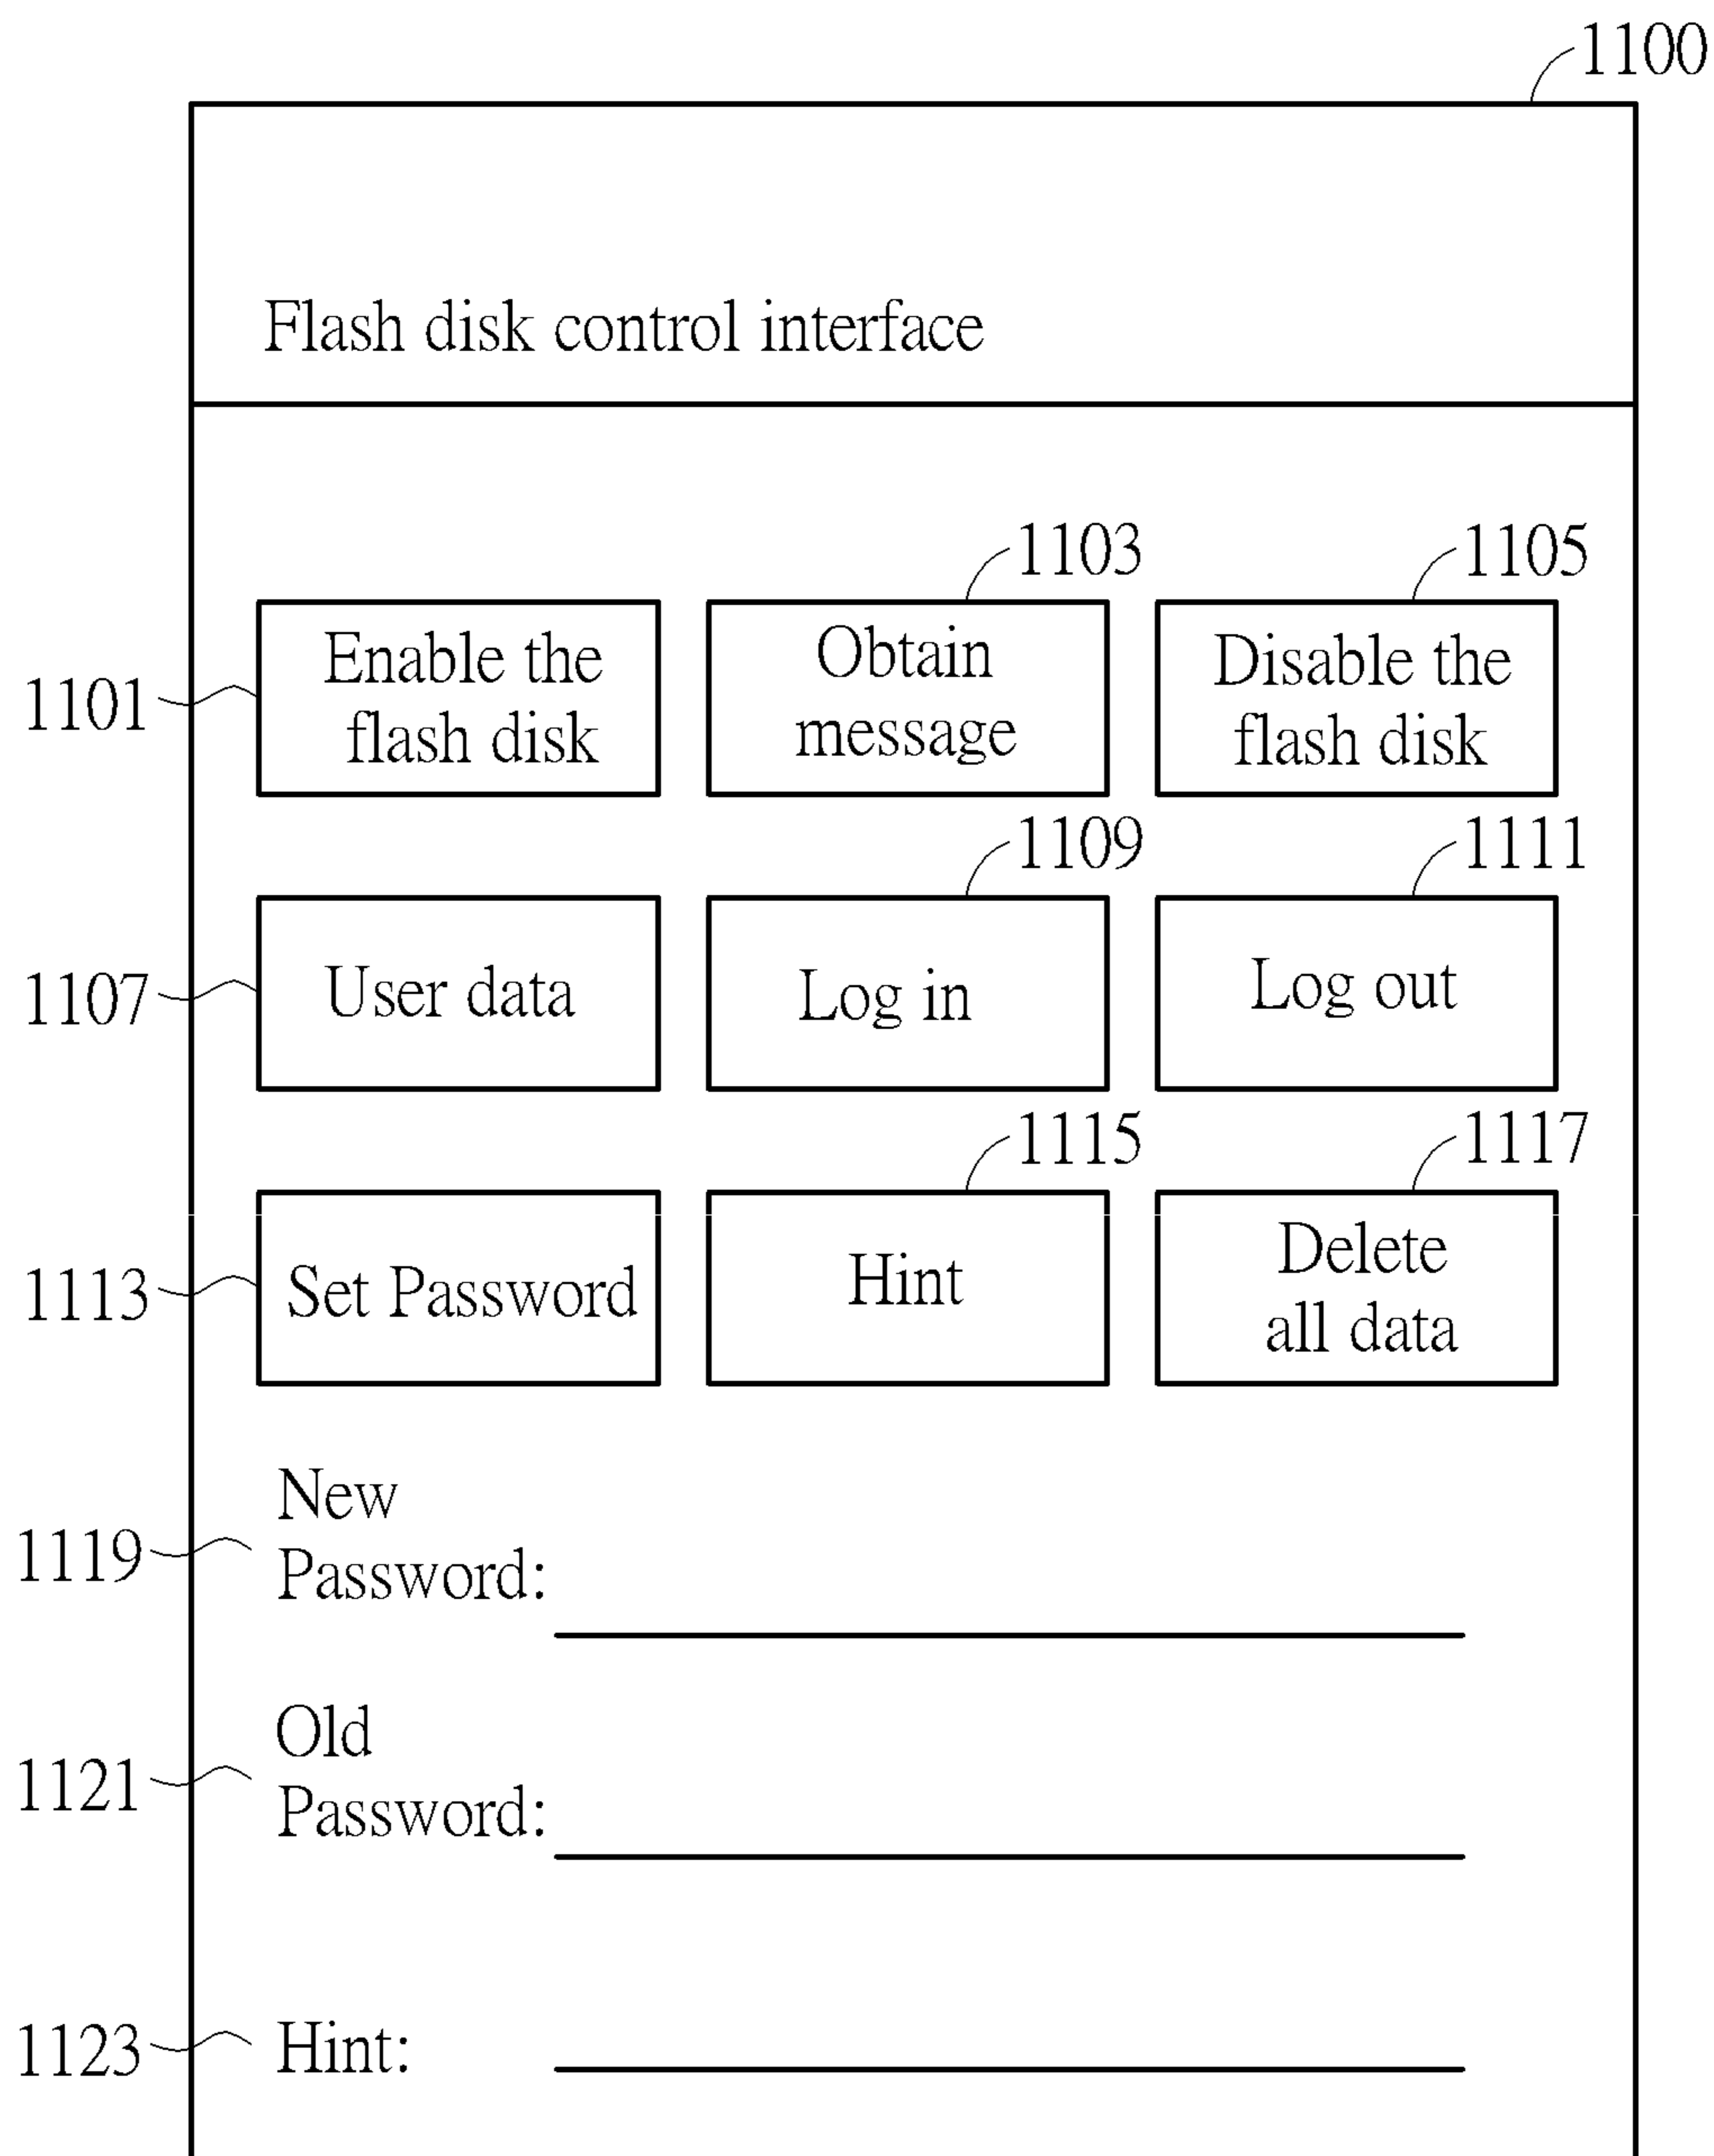 1100
Flash disk control interface
1103
1105
1101
Enable the
flash disk
Obtain
message
Disable the
flash disk
1109
1111
1107
User data
Log in
Log out
1115
1117
1113
Set Password
Hint
Delete
all data
1119
New
Password:
1121
Old
Password:
1123
Hint: